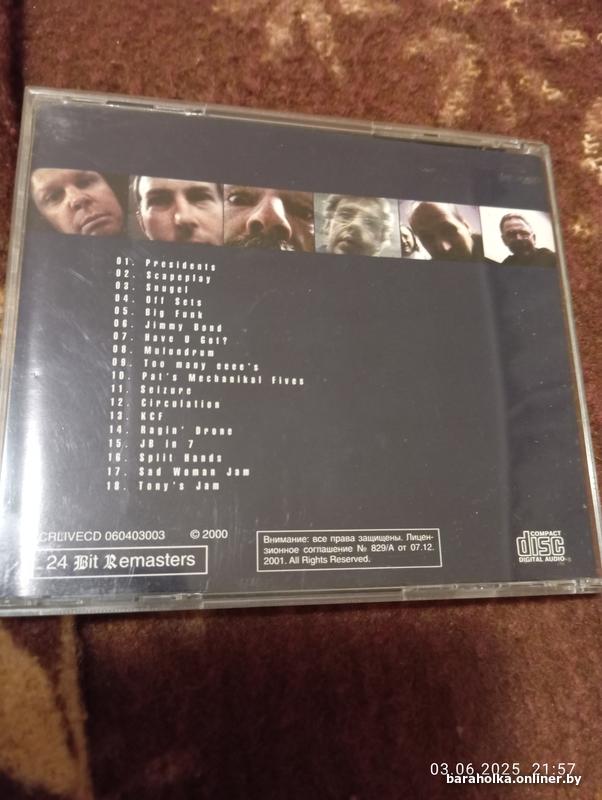 01. Presidents
02. Scapeplay
03. Snugel
04. Off Sets
05. Big Funk
06. Jimmy Bond
07. Have U Got?
08. Mulundrum
09. Too many eeee's
10. Pat's Mechanikal Fives
11. Seizure
12. Circulation
13. KCF
14. Ragin' Drone
15. JB in 7
16. Split Hands
17. Sad Woman Jam
18. Tony's Jam
CRLIVECD 060403003 © 2000
24 Bit Remasters
Внимание: все права защищены. Лицен-
зионное соглашение № 829/А от 07.12.
2001. All Rights Reserved.
COMPACT
disc
DIGITAL AUDIO
03.06.2025 21:57
baraholka.onliner.by